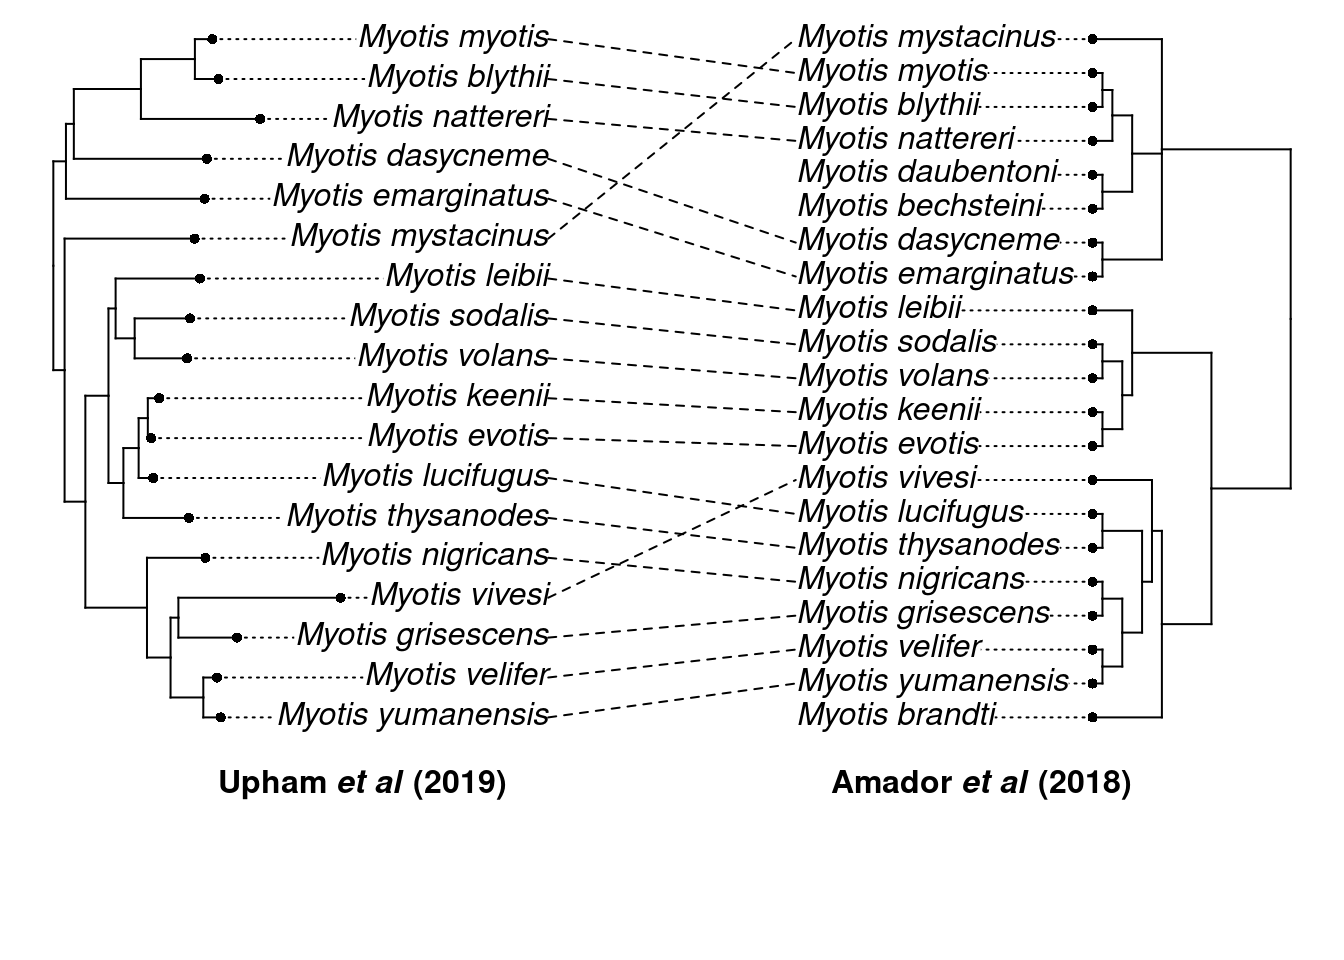 Myotis myotis
Myotis blythii
Myotis nattereri
Myotis dasycneme
Myotis emarginatus
Myotis mystacinus
Myotis leibii
Myotis sodalis
Myotis volans
Myotis keenii
Myotis evotis
Myotis lucifugus
Myotis thysanodes
Myotis nigricans
Myotis vivesi
Myotis grisescens
Myotis velifer
Myotis yumanensis
Upham et al (2019)
Myotis mystacinus
Myotis myotis
Myotis blythii
Myotis nattereri
Myotis daubentoni
Myotis bechsteini
Myotis dasycneme
Myotis emarginatus
Myotis leibii
Myotis sodalis
Myotis volans
Myotis keenii
Myotis evotis
Myotis vivesi
Myotis lucifugus
Myotis thysanodes
Myotis nigricans
Myotis grisescens
Myotis velifer
Myotis yumanensis
Myotis brandti
Amador et al (2018)